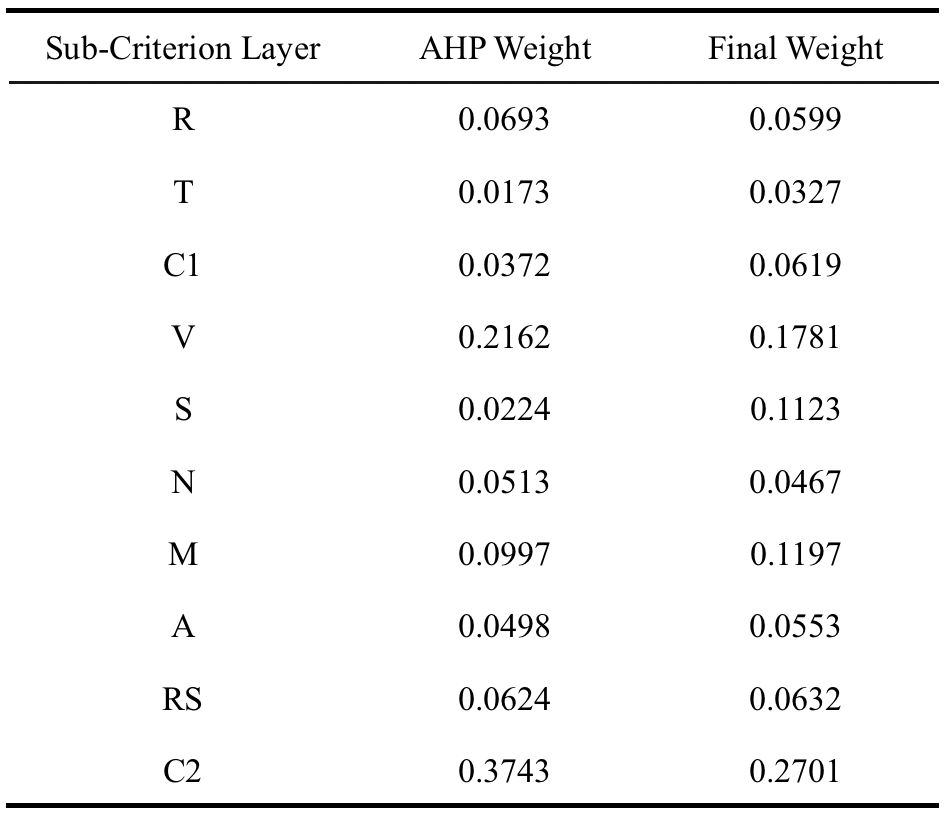 Sub-Criterion Layer AHP Weight Final Weight
R 0.0693 0.0599
T 0.0173 0.0327
C1 0.0372 0.0619
V 0.2162 0.1781
S 0.0224 0.1123
N 0.0513 0.0467
M 0.0997 0.1197
A 0.0498 0.0553
RS 0.0624 0.0632
C2 0.3743 0.2701